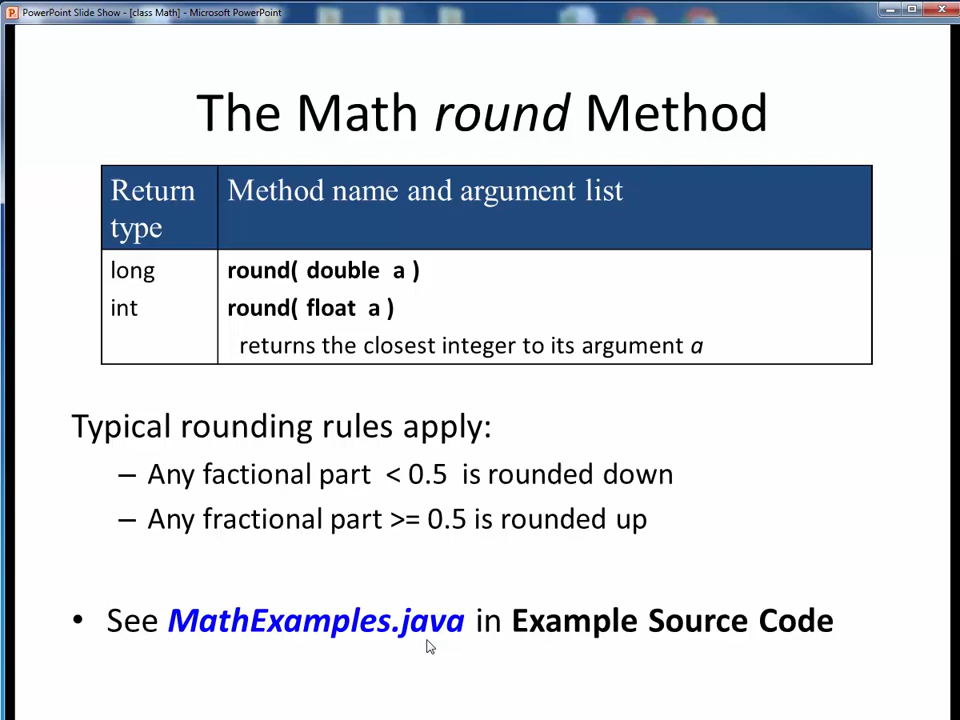 PowerPoint Slide Show - [class Math] - Microsoft PowerPoint
The Math round Method
Return type
Method name and argument list
long
round( double a )
int
round( float a )
returns the closest integer to its argument a
Typical rounding rules apply:
– Any factional part < 0.5 is rounded down
– Any fractional part >= 0.5 is rounded up
• See MathExamples.java in Example Source Code